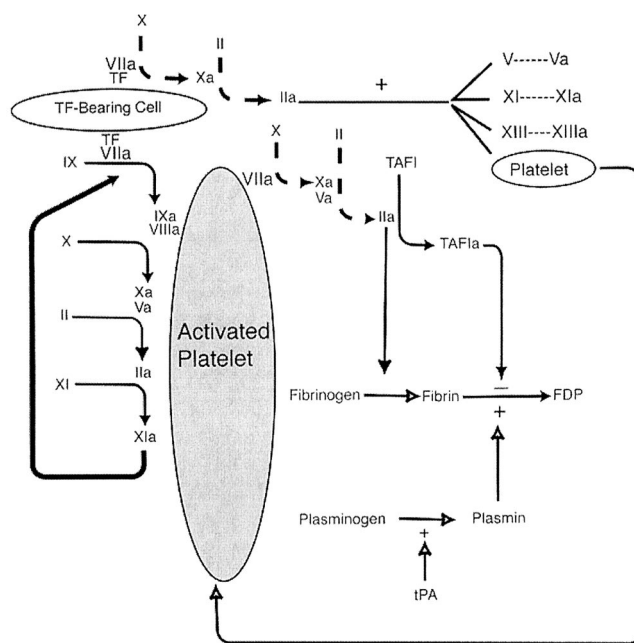 X
II
VIIa
TF
Xa
IIa
+
V------Va
XI------XIa
XIII----XIIIa
Platelet
TF-Bearing Cell
TF
VIIa
IX
IXa
VIIIa
X
Xa
Va
II
IIa
XI
XIa
Activated
Platelet
X
II
VIIa
Xa
Va
IIa
TAFI
TAFIa
Fibrinogen
Fibrin
–
+
FDP
Plasminogen
+
Plasmin
tPA